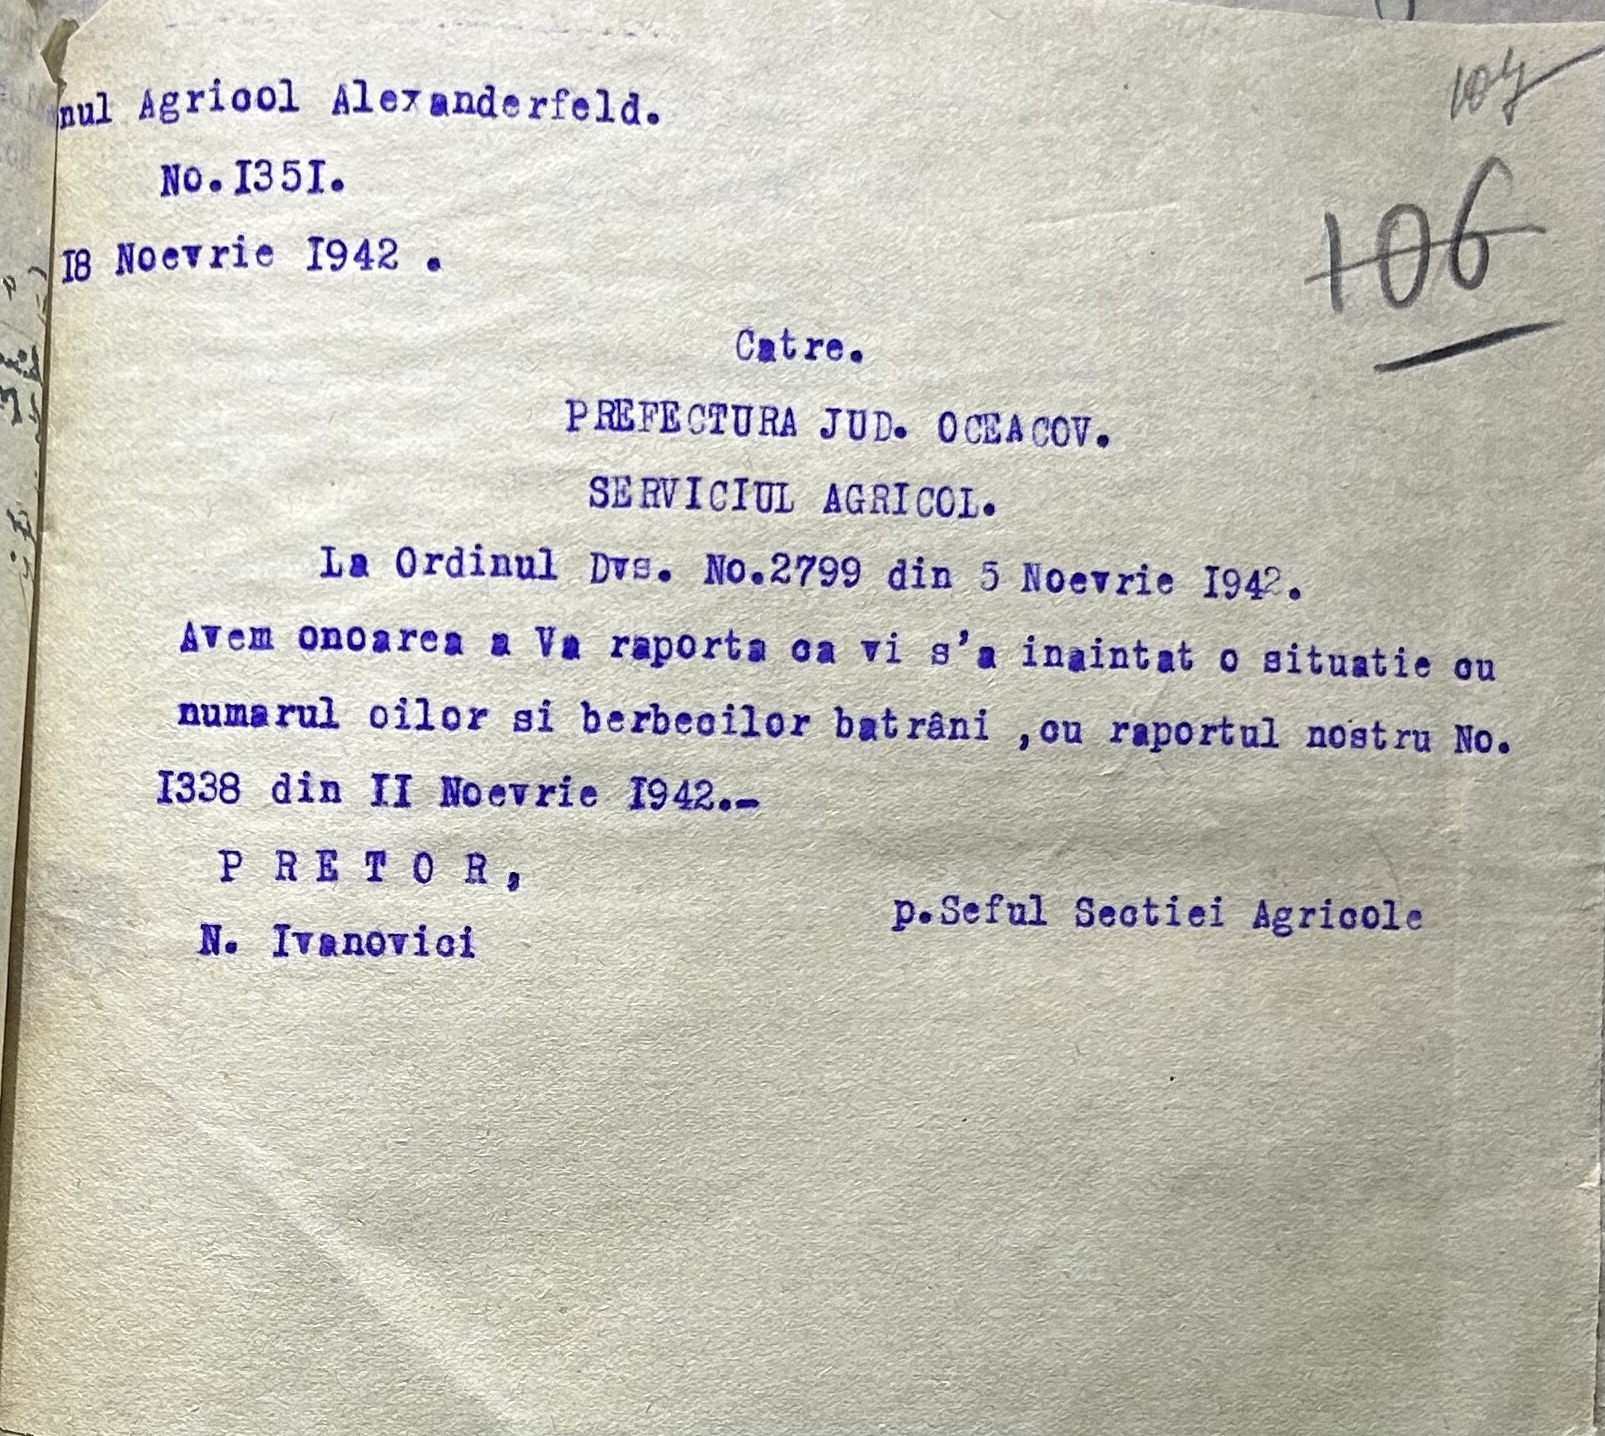 nul Agricol Alexanderfeld.
No.I35I.
I8 Noevrie I942 .
107
106
Catre.
PREFECTURA JUD. OCEACOV.
SERVICIUL AGRICOL.
La Ordinul Dvs. No.2799 din 5 Noevrie I942.
Avem onoarea a Va raporta ca vi s'a inaintat o situatie cu
numarul oilor si berbecilor batrâni ,cu raportul nostru No.
I338 din II Noevrie I942.-
P R E T O R,
p.Seful Sectiei Agricole
N. Ivanovici